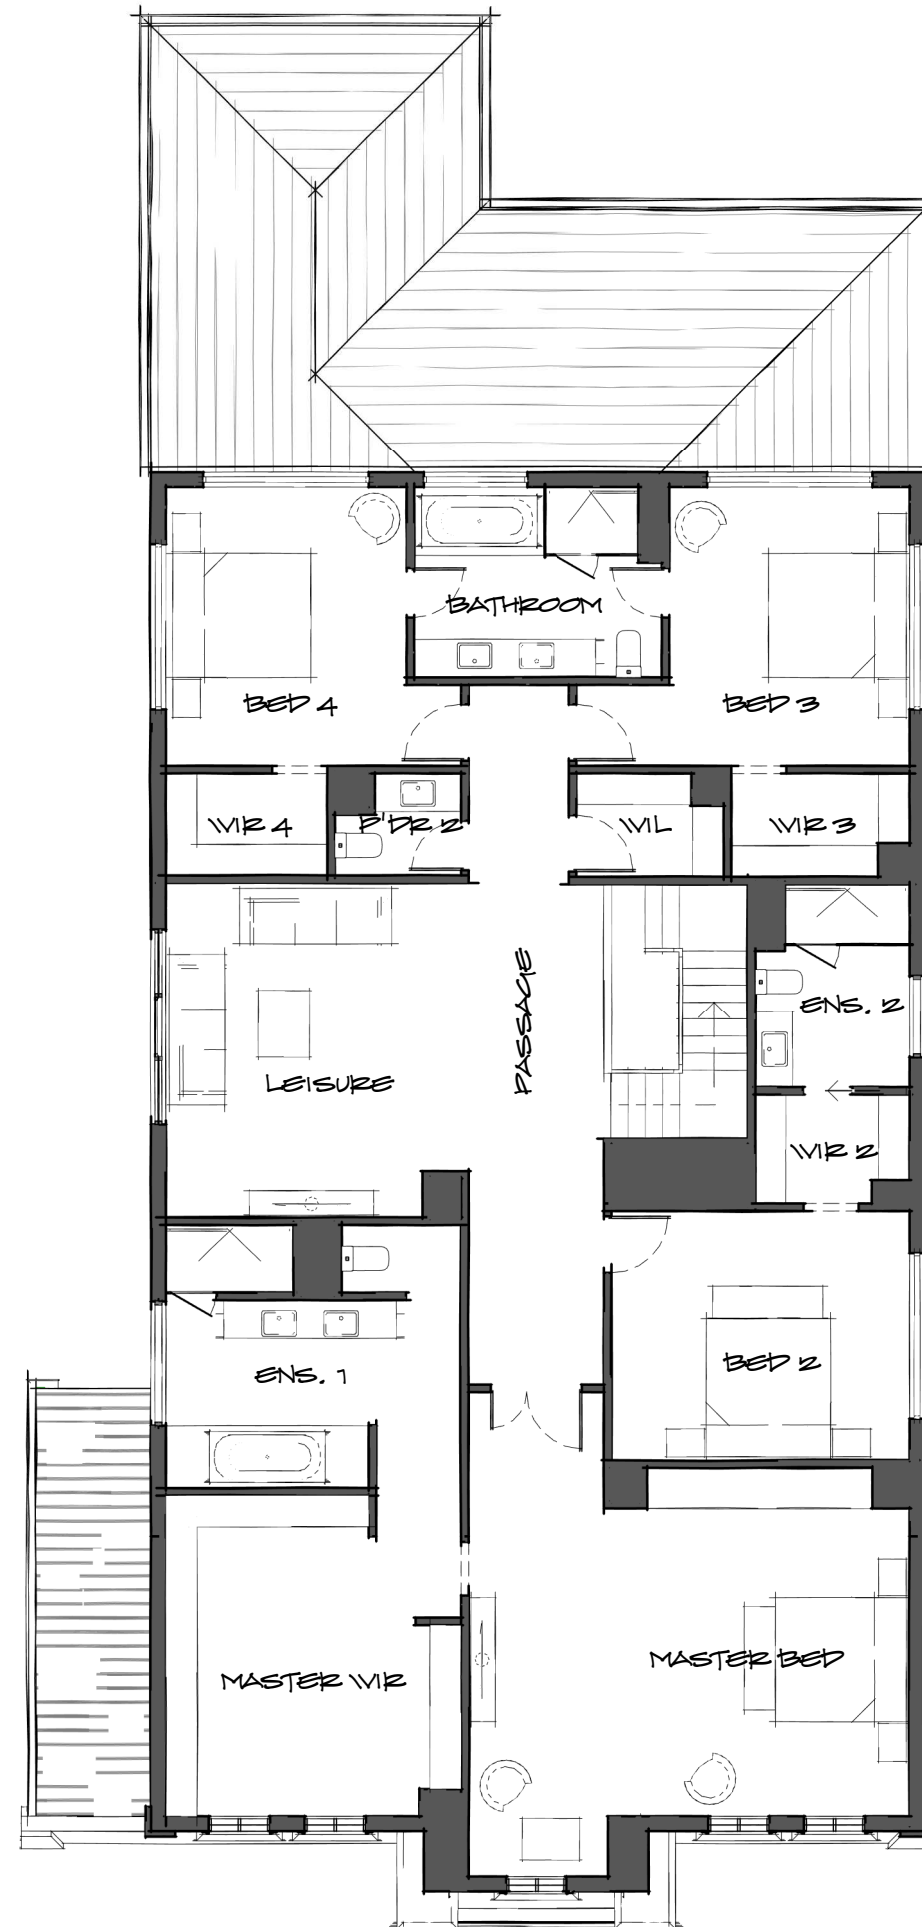 BATHROOM
BED 4
BED 3
WIR 4
P'DR 2
WIL
WIR 3
PASSAGE
ENS. 2
LEISURE
WIR 2
BED 2
ENS. 1
MASTER BED
MASTER WIR